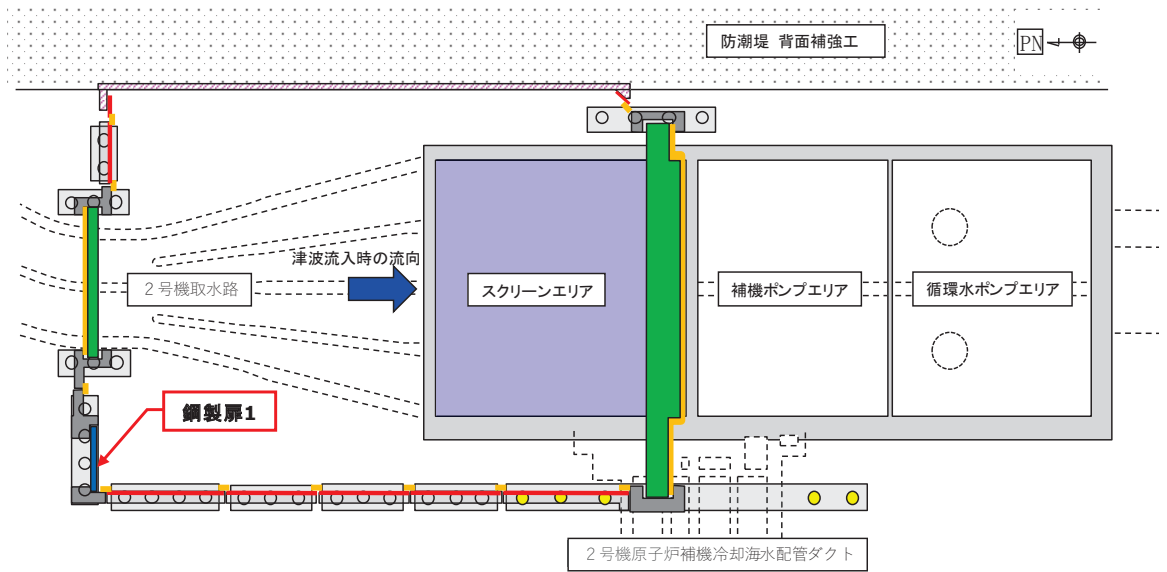 防潮堤 背面補強工
PN
津波流入時の流向
2号機取水路
スクリーンエリア
補機ポンプエリア
循環水ポンプエリア
鋼製扉1
2号機原子炉補機冷却海水配管ダクト